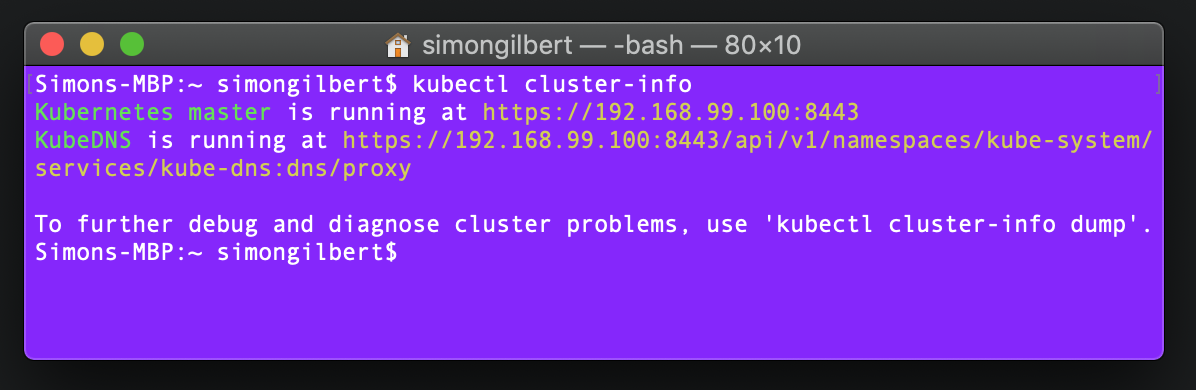 simongilbert — -bash — 80×10
[Simons-MBP:~ simongilbert$ kubectl cluster-info ]
Kubernetes master is running at https://192.168.99.100:8443
KubeDNS is running at https://192.168.99.100:8443/api/v1/namespaces/kube-system/
services/kube-dns:dns/proxy
To further debug and diagnose cluster problems, use 'kubectl cluster-info dump'.
Simons-MBP:~ simongilbert$